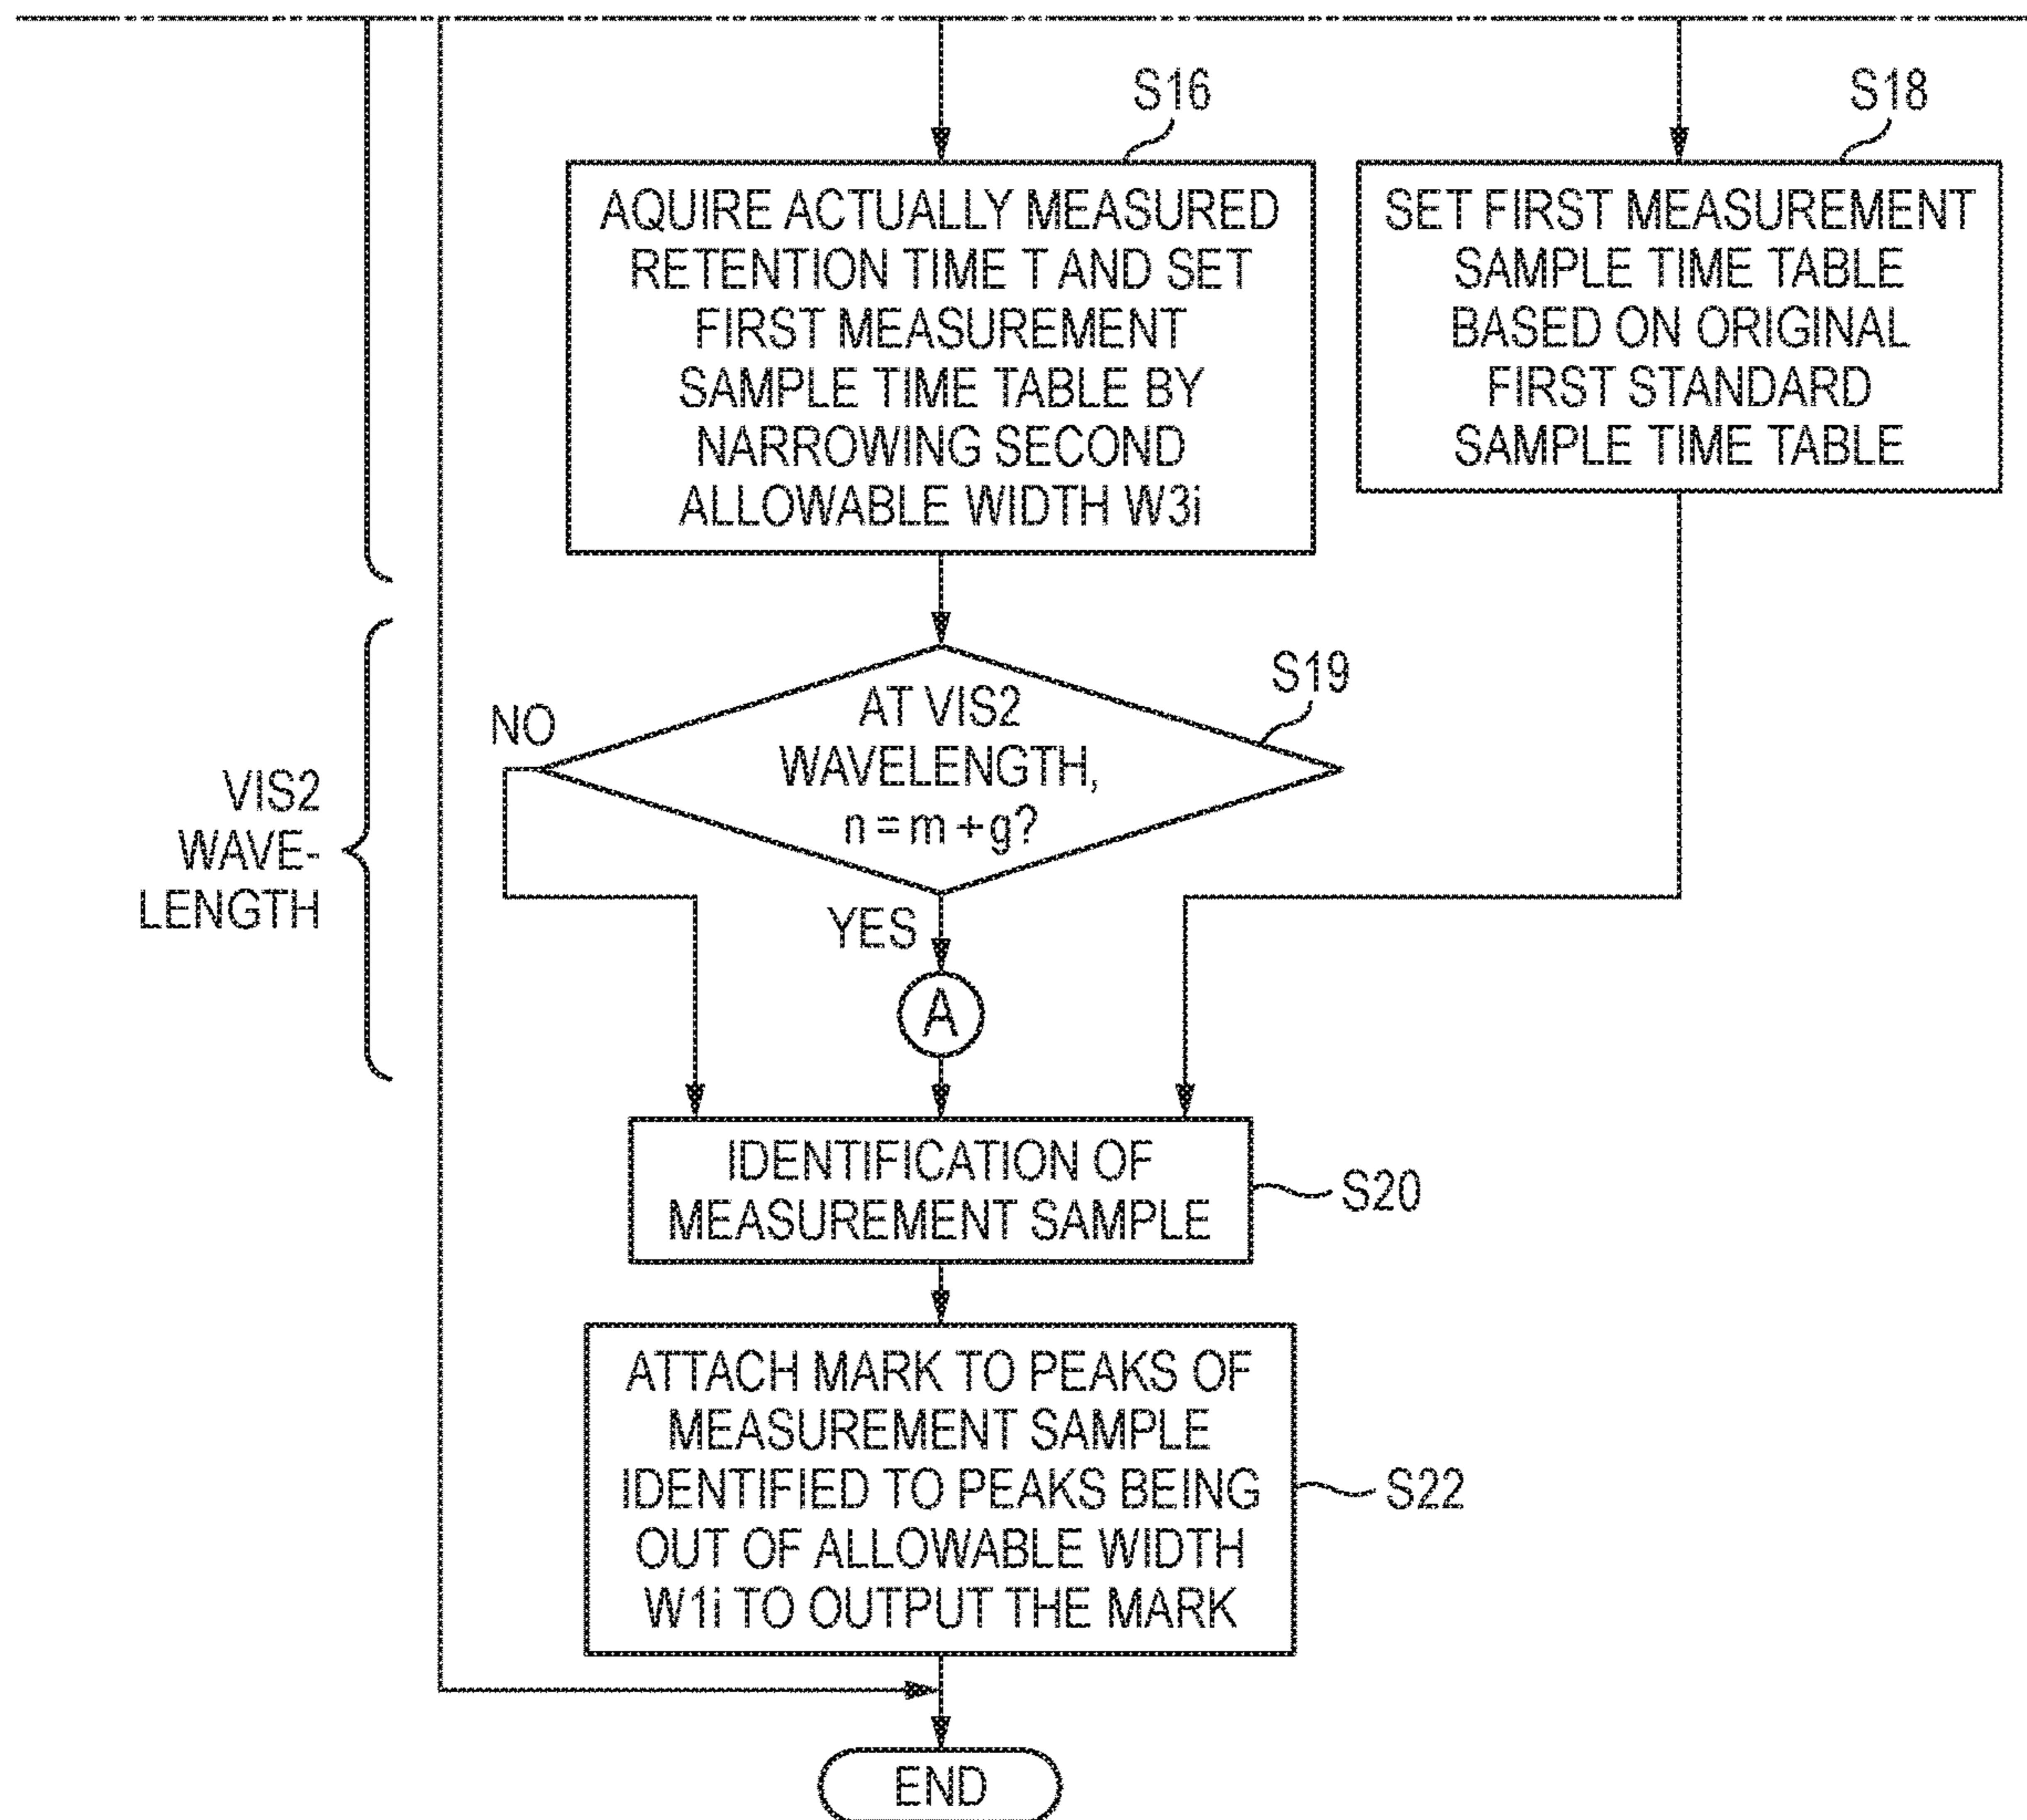 S16
AQUIRE ACTUALLY MEASURED
RETENTION TIME T AND SET
FIRST MEASUREMENT
SAMPLE TIME TABLE BY
NARROWING SECOND
ALLOWABLE WIDTH W3i
S18
SET FIRST MEASUREMENT
SAMPLE TIME TABLE
BASED ON ORIGINAL
FIRST STANDARD
SAMPLE TIME TABLE
VIS2
WAVE-
LENGTH
NO
AT VIS2
WAVELENGTH,
n = m + g?
S19
YES
A
IDENTIFICATION OF
MEASUREMENT SAMPLE
S20
ATTACH MARK TO PEAKS OF
MEASUREMENT SAMPLE
IDENTIFIED TO PEAKS BEING
OUT OF ALLOWABLE WIDTH
W1i TO OUTPUT THE MARK
S22
END